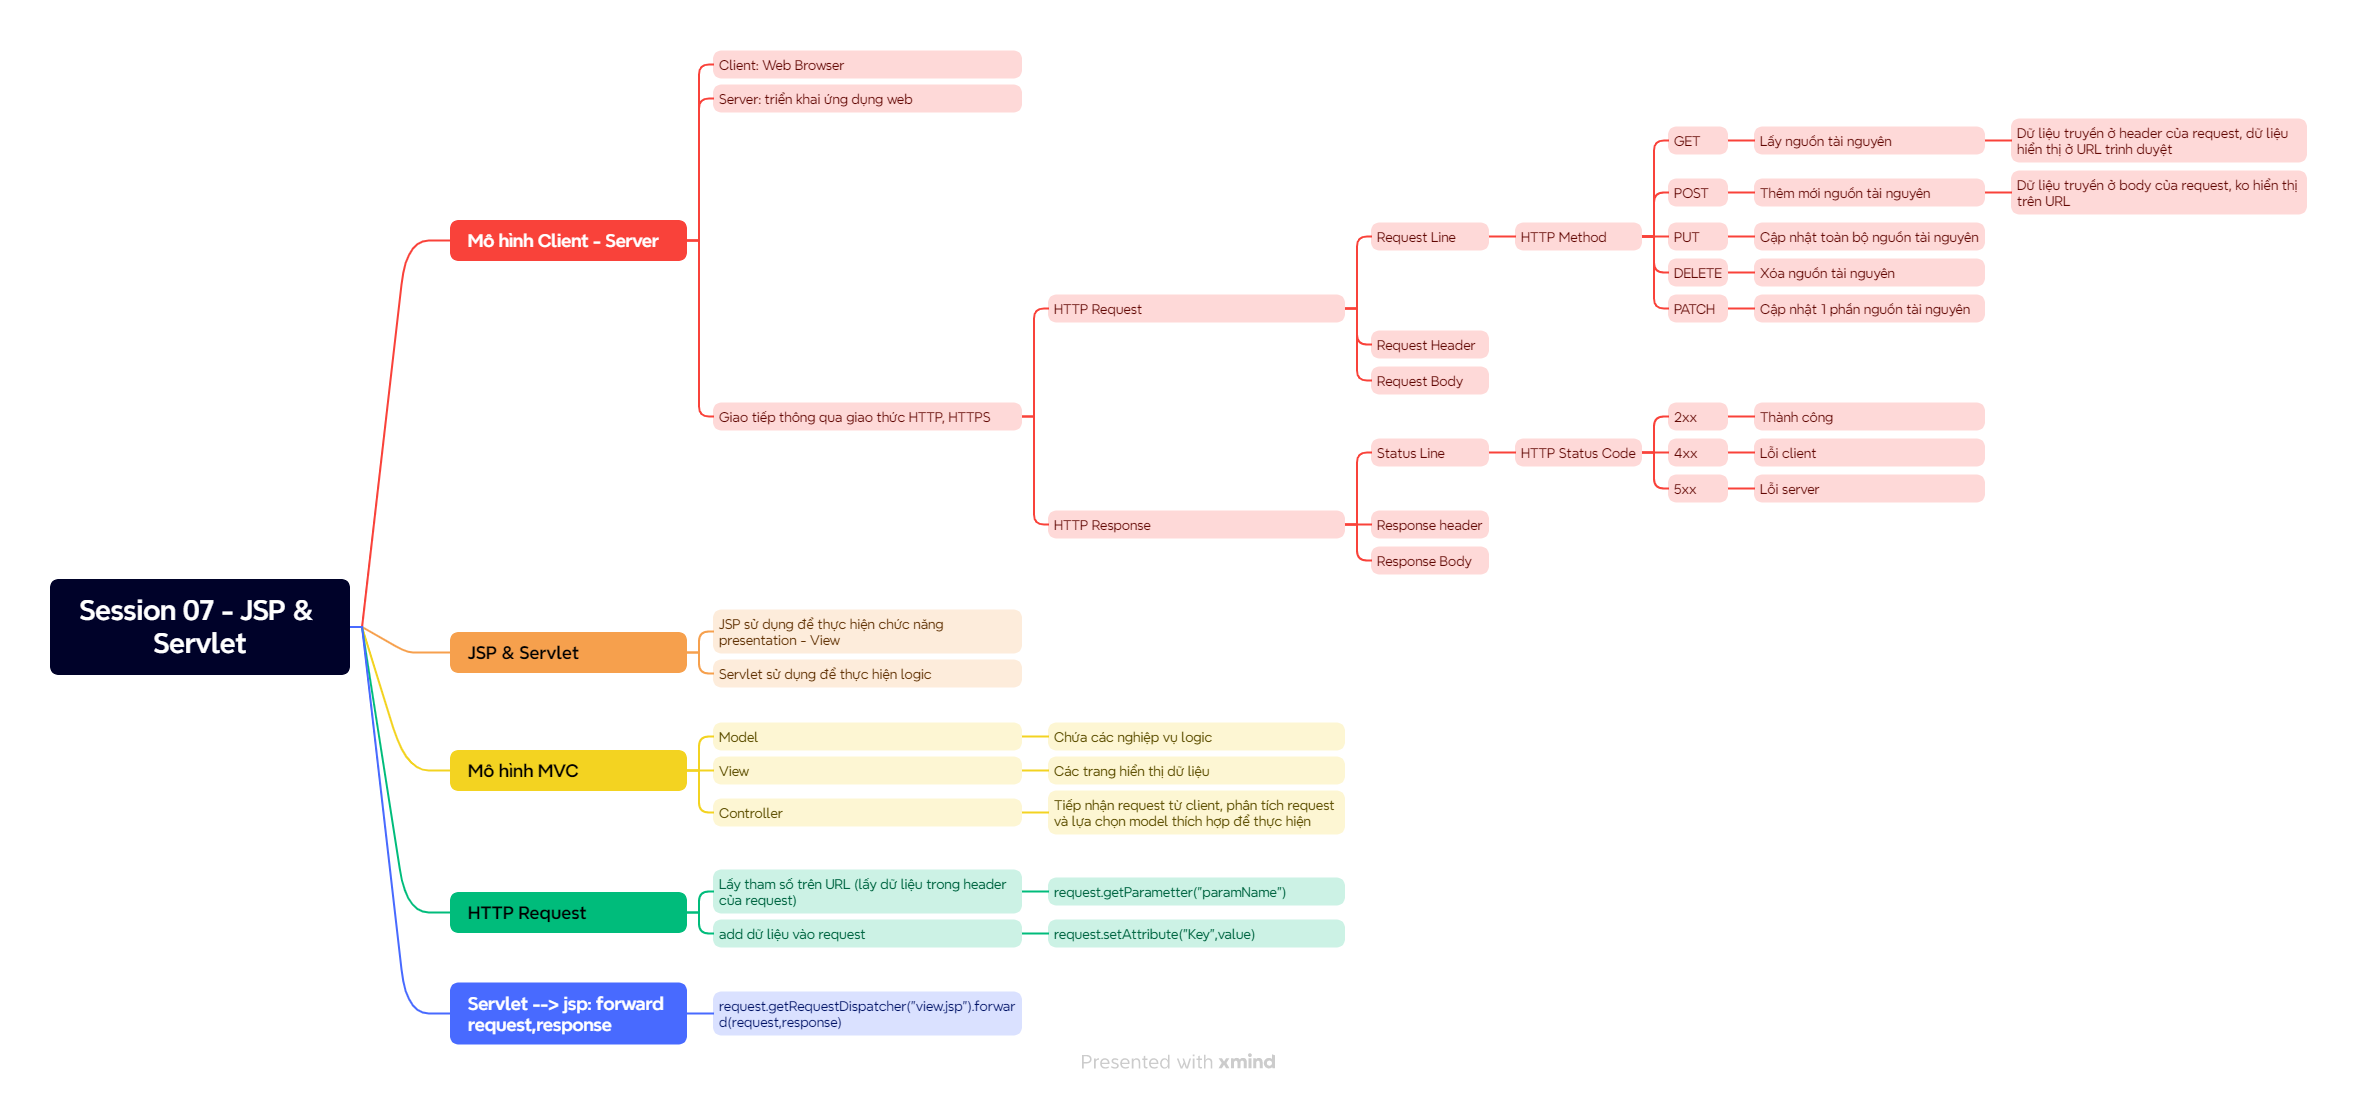 Session 07 - JSP &
Servlet
Mô hình Client - Server
Client: Web Browser
Server: triển khai ứng dụng web
Giao tiếp thông qua giao thức HTTP, HTTPS
HTTP Request
Request Line
HTTP Method
GET
Lấy nguồn tài nguyên
Dữ liệu truyền ở header của request, dữ liệu
hiển thị ở URL trình duyệt
POST
Thêm mới nguồn tài nguyên
Dữ liệu truyền ở body của request, ko hiển thị
trên URL
PUT
Cập nhật toàn bộ nguồn tài nguyên
DELETE
Xóa nguồn tài nguyên
PATCH
Cập nhật 1 phần nguồn tài nguyên
Request Header
Request Body
HTTP Response
Status Line
HTTP Status Code
2xx
Thành công
4xx
Lỗi client
5xx
Lỗi server
Response header
Response Body
JSP & Servlet
JSP sử dụng để thực hiện chức năng
presentation - View
Servlet sử dụng để thực hiện logic
Mô hình MVC
Model
Chứa các nghiệp vụ logic
View
Các trang hiển thị dữ liệu
Controller
Tiếp nhận request từ client, phân tích request
và lựa chọn model thích hợp để thực hiện
HTTP Request
Lấy tham số trên URL (lấy dữ liệu trong header
của request)
request.getParametter("paramName")
add dữ liệu vào request
request.setAttribute("Key",value)
Servlet --> jsp: forward
request,response
request.getRequestDispatcher("view.jsp").forwar
d(request,response)
Presented with xmind